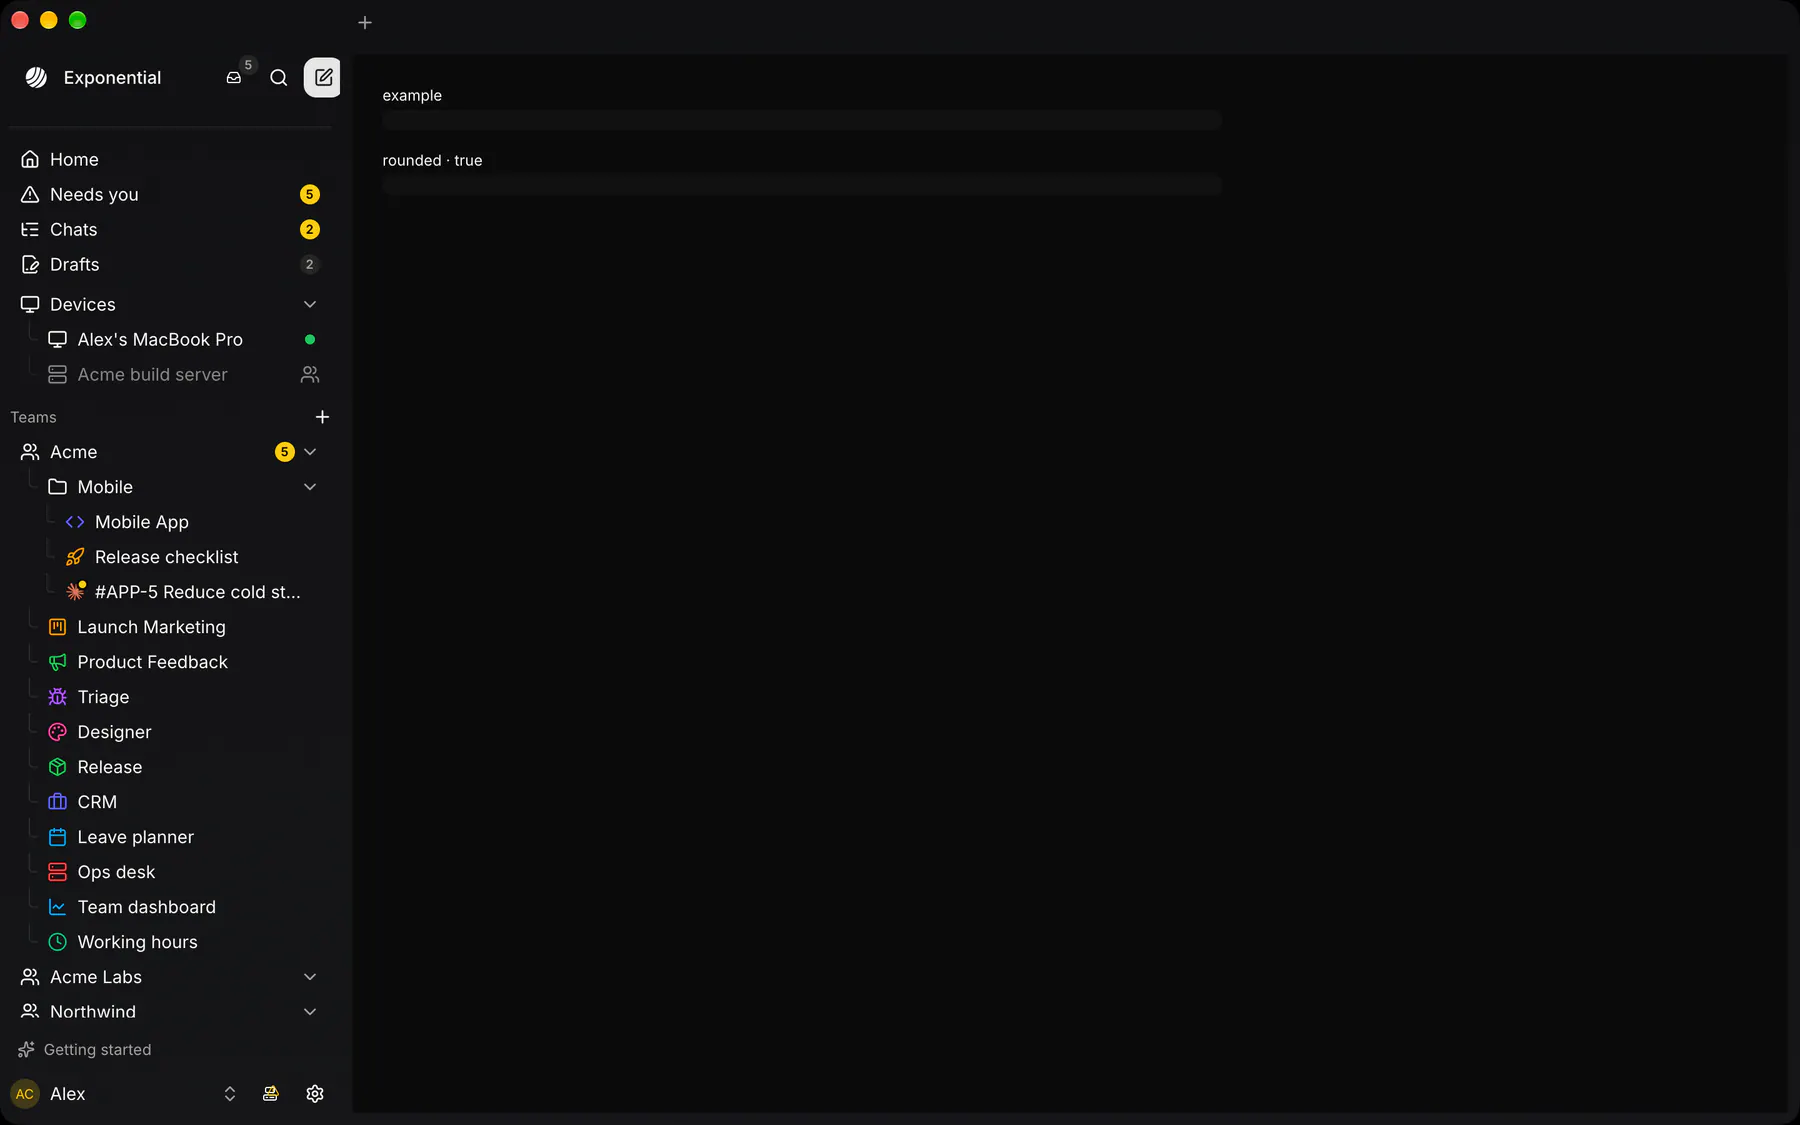 Exponential
5
example
rounded · true
Home
Needs you 5
Chats 2
Drafts 2
Devices
Alex's MacBook Pro
Acme build server
Teams
Acme 5
Mobile
Mobile App
Release checklist
#APP-5 Reduce cold st...
Launch Marketing
Product Feedback
Triage
Designer
Release
CRM
Leave planner
Ops desk
Team dashboard
Working hours
Acme Labs
Northwind
Getting started
AC Alex